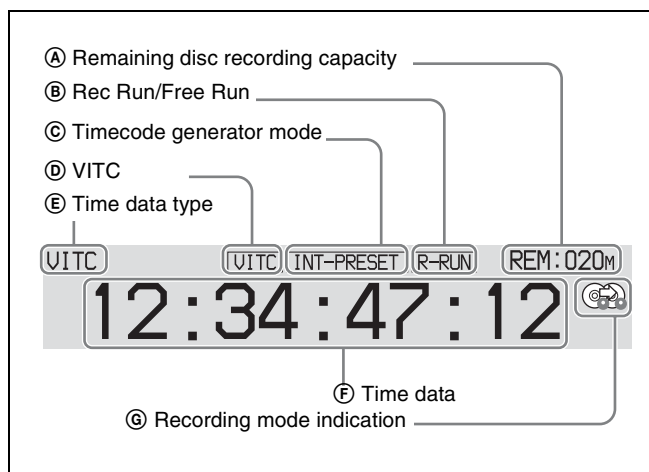 Ⓐ Remaining disc recording capacity
Ⓑ Rec Run/Free Run
Ⓒ Timecode generator mode
Ⓓ VITC
Ⓔ Time data type
VITC VITC INT-PRESET R-RUN REM:020M
12:34:47:12
Ⓕ Time data
Ⓖ Recording mode indication